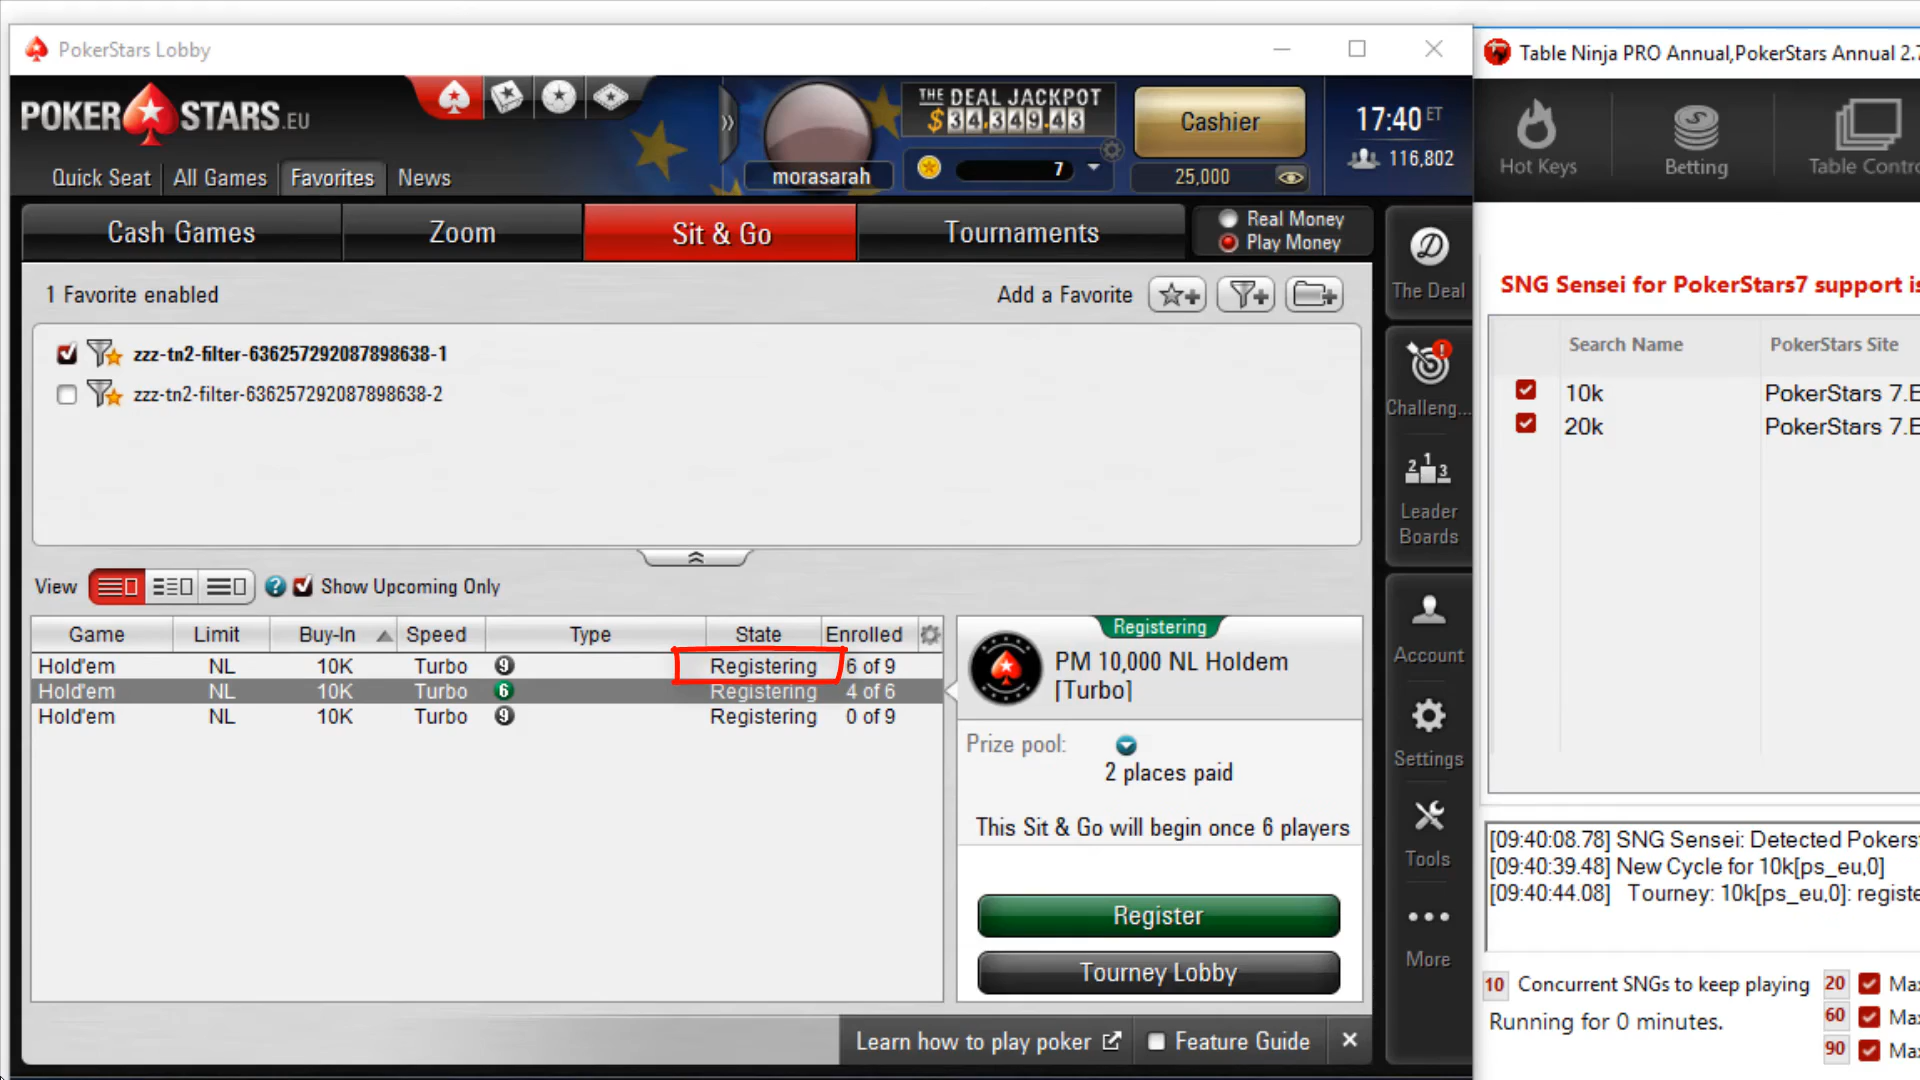 PokerStars Lobby
POKER STARS.EU
Quick Seat All Games Favorites News
morasarah
THE DEAL JACKPOT
$34,349.43
7
Cashier
25,000
17:40 ET
116,802
Cash Games Zoom Sit & Go Tournaments
Real Money
Play Money
1 Favorite enabled Add a Favorite
zzz-tn2-filter-636257292087898638-1
zzz-tn2-filter-636257292087898638-2
View Show Upcoming Only
Game Limit Buy-In Speed Type State Enrolled
Hold'em NL 10K Turbo 9 Registering 6 of 9
Hold'em NL 10K Turbo 6 Registering 4 of 6
Hold'em NL 10K Turbo 9 Registering 0 of 9
Registering
PM 10,000 NL Holdem
[Turbo]
Prize pool:
2 places paid
This Sit & Go will begin once 6 players
Register
Tourney Lobby
Learn how to play poker Feature Guide
The Deal
Challeng...
2 1 3
Leader
Boards
Account
Settings
Tools
More
Table Ninja PRO Annual,PokerStars Annual 2.7
Hot Keys Betting Table Contro
SNG Sensei for PokerStars7 support is
Search Name PokerStars Site
10k PokerStars 7.E
20k PokerStars 7.E
[09:40:08.78] SNG Sensei: Detected Pokerst
[09:40:39.48] New Cycle for 10k[ps_eu,0]
[09:40:44.08] Tourney: 10k[ps_eu,0]: registe
10 Concurrent SNGs to keep playing 20 Max
Running for 0 minutes. 60 Max
90 Max